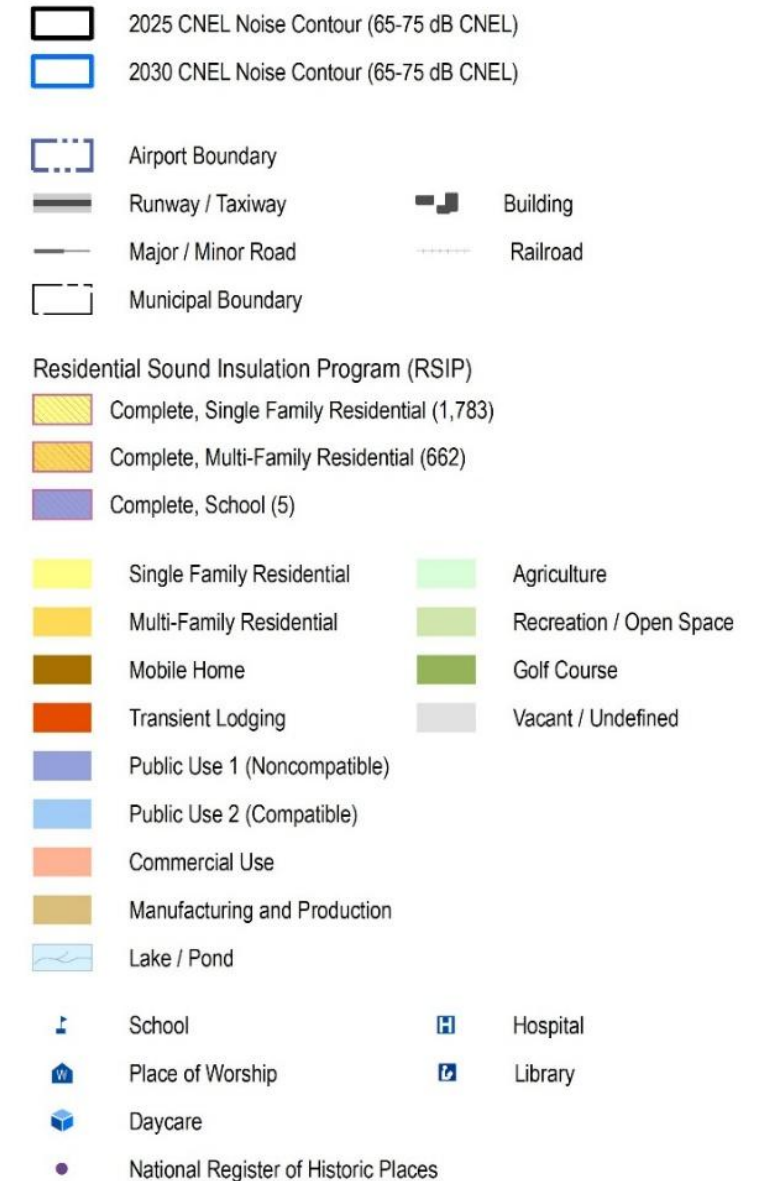 2025 CNEL Noise Contour (65-75 dB CNEL)
2030 CNEL Noise Contour (65-75 dB CNEL)
Airport Boundary
Runway / Taxiway
Building
Major / Minor Road
Railroad
Municipal Boundary
Residential Sound Insulation Program (RSIP)
Complete, Single Family Residential (1,783)
Complete, Multi-Family Residential (662)
Complete, School (5)
Single Family Residential
Agriculture
Multi-Family Residential
Recreation / Open Space
Mobile Home
Golf Course
Transient Lodging
Vacant / Undefined
Public Use 1 (Noncompatible)
Public Use 2 (Compatible)
Commercial Use
Manufacturing and Production
Lake / Pond
School
H Hospital
W Place of Worship
Library
Daycare
National Register of Historic Places